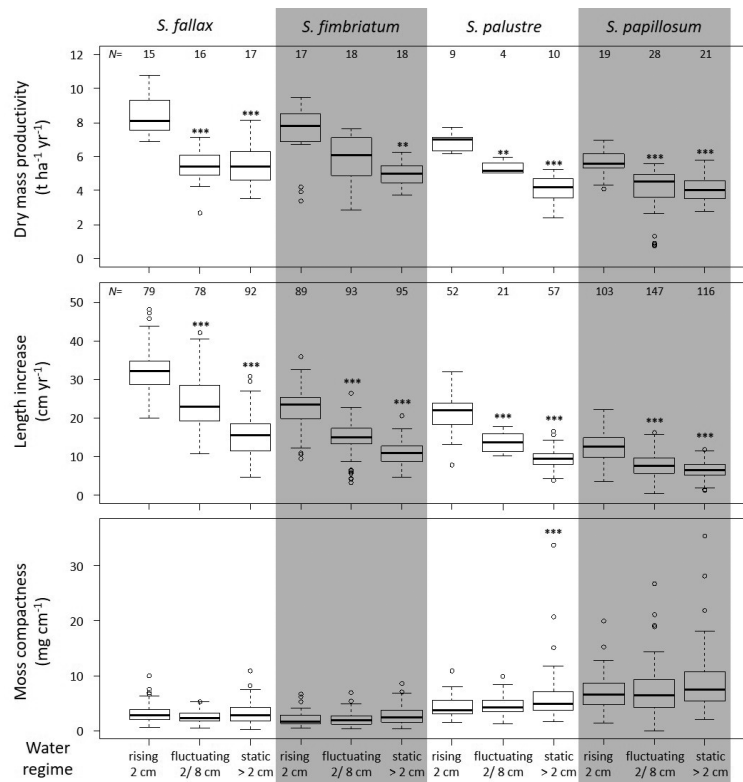 S. fallax S. fimbriatum S. palustre S. papillosum
N= 15 16 17 17 18 18 9 4 10 19 28 21
Dry mass productivity
(t ha⁻¹ yr⁻¹)
12
10
8
6
4
2
0
*** *** ** ** *** *** ***
N= 79 78 92 89 93 95 52 21 57 103 147 116
Length increase
(cm yr⁻¹)
50
40
30
20
10
0
*** *** *** *** *** *** *** ***
Moss compactness
(mg cm⁻¹)
30
20
10
0
***
Water
regime
rising fluctuating static rising fluctuating static rising fluctuating static rising fluctuating static
2 cm 2/ 8 cm > 2 cm 2 cm 2/ 8 cm > 2 cm 2 cm 2/ 8 cm > 2 cm 2 cm 2/ 8 cm > 2 cm